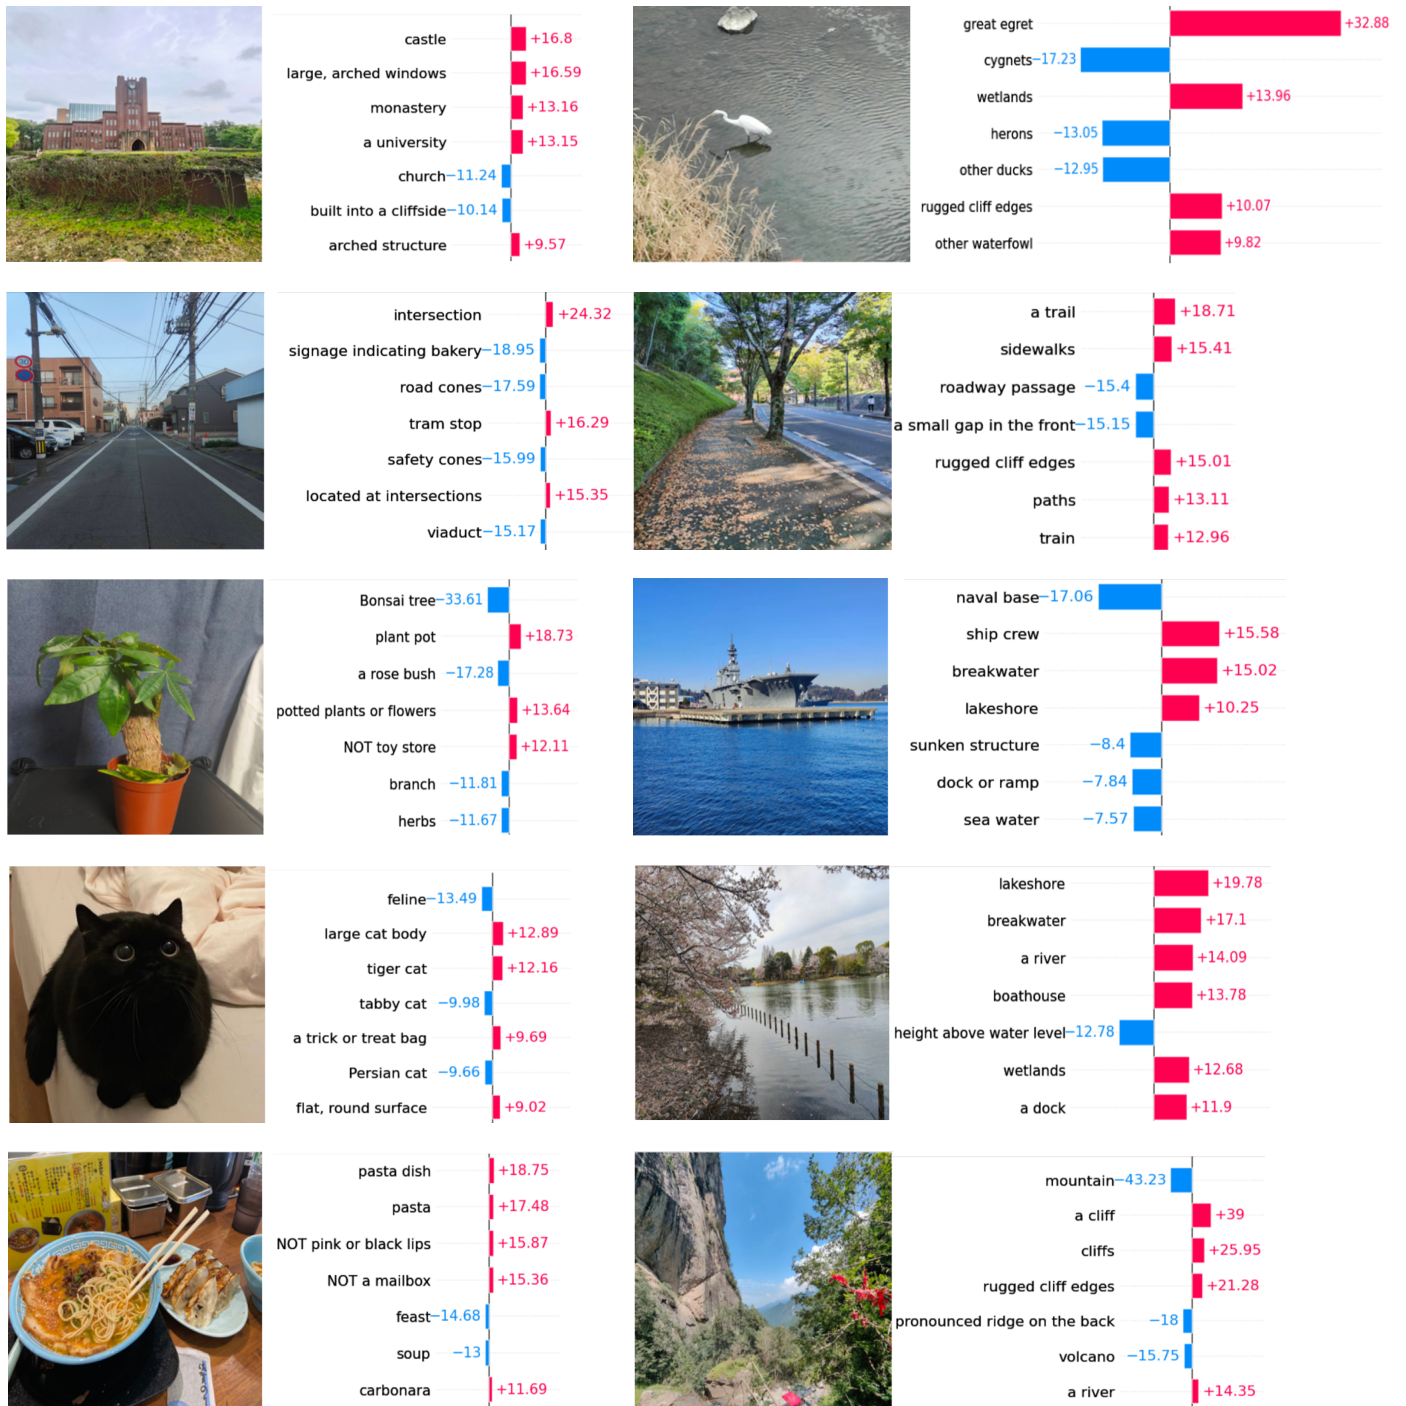 castle +16.8
large, arched windows +16.59
monastery +13.16
a university +13.15
church −11.24
built into a cliffside −10.14
arched structure +9.57
great egret +32.88
cygnets −17.23
wetlands +13.96
herons −13.05
other ducks −12.95
rugged cliff edges +10.07
other waterfowl +9.82
intersection +24.32
signage indicating bakery −18.95
road cones −17.59
tram stop +16.29
safety cones −15.99
located at intersections +15.35
viaduct −15.17
a trail +18.71
sidewalks +15.41
roadway passage −15.4
a small gap in the front −15.15
rugged cliff edges +15.01
paths +13.11
train +12.96
Bonsai tree −33.61
plant pot +18.73
a rose bush −17.28
potted plants or flowers +13.64
NOT toy store +12.11
branch −11.81
herbs −11.67
naval base −17.06
ship crew +15.58
breakwater +15.02
lakeshore +10.25
sunken structure −8.4
dock or ramp −7.84
sea water −7.57
feline −13.49
large cat body +12.89
tiger cat +12.16
tabby cat −9.98
a trick or treat bag +9.69
Persian cat −9.66
flat, round surface +9.02
lakeshore +19.78
breakwater +17.1
a river +14.09
boathouse +13.78
height above water level −12.78
wetlands +12.68
a dock +11.9
pasta dish +18.75
pasta +17.48
NOT pink or black lips +15.87
NOT a mailbox +15.36
feast −14.68
soup −13
carbonara +11.69
mountain −43.23
a cliff +39
cliffs +25.95
rugged cliff edges +21.28
pronounced ridge on the back −18
volcano −15.75
a river +14.35